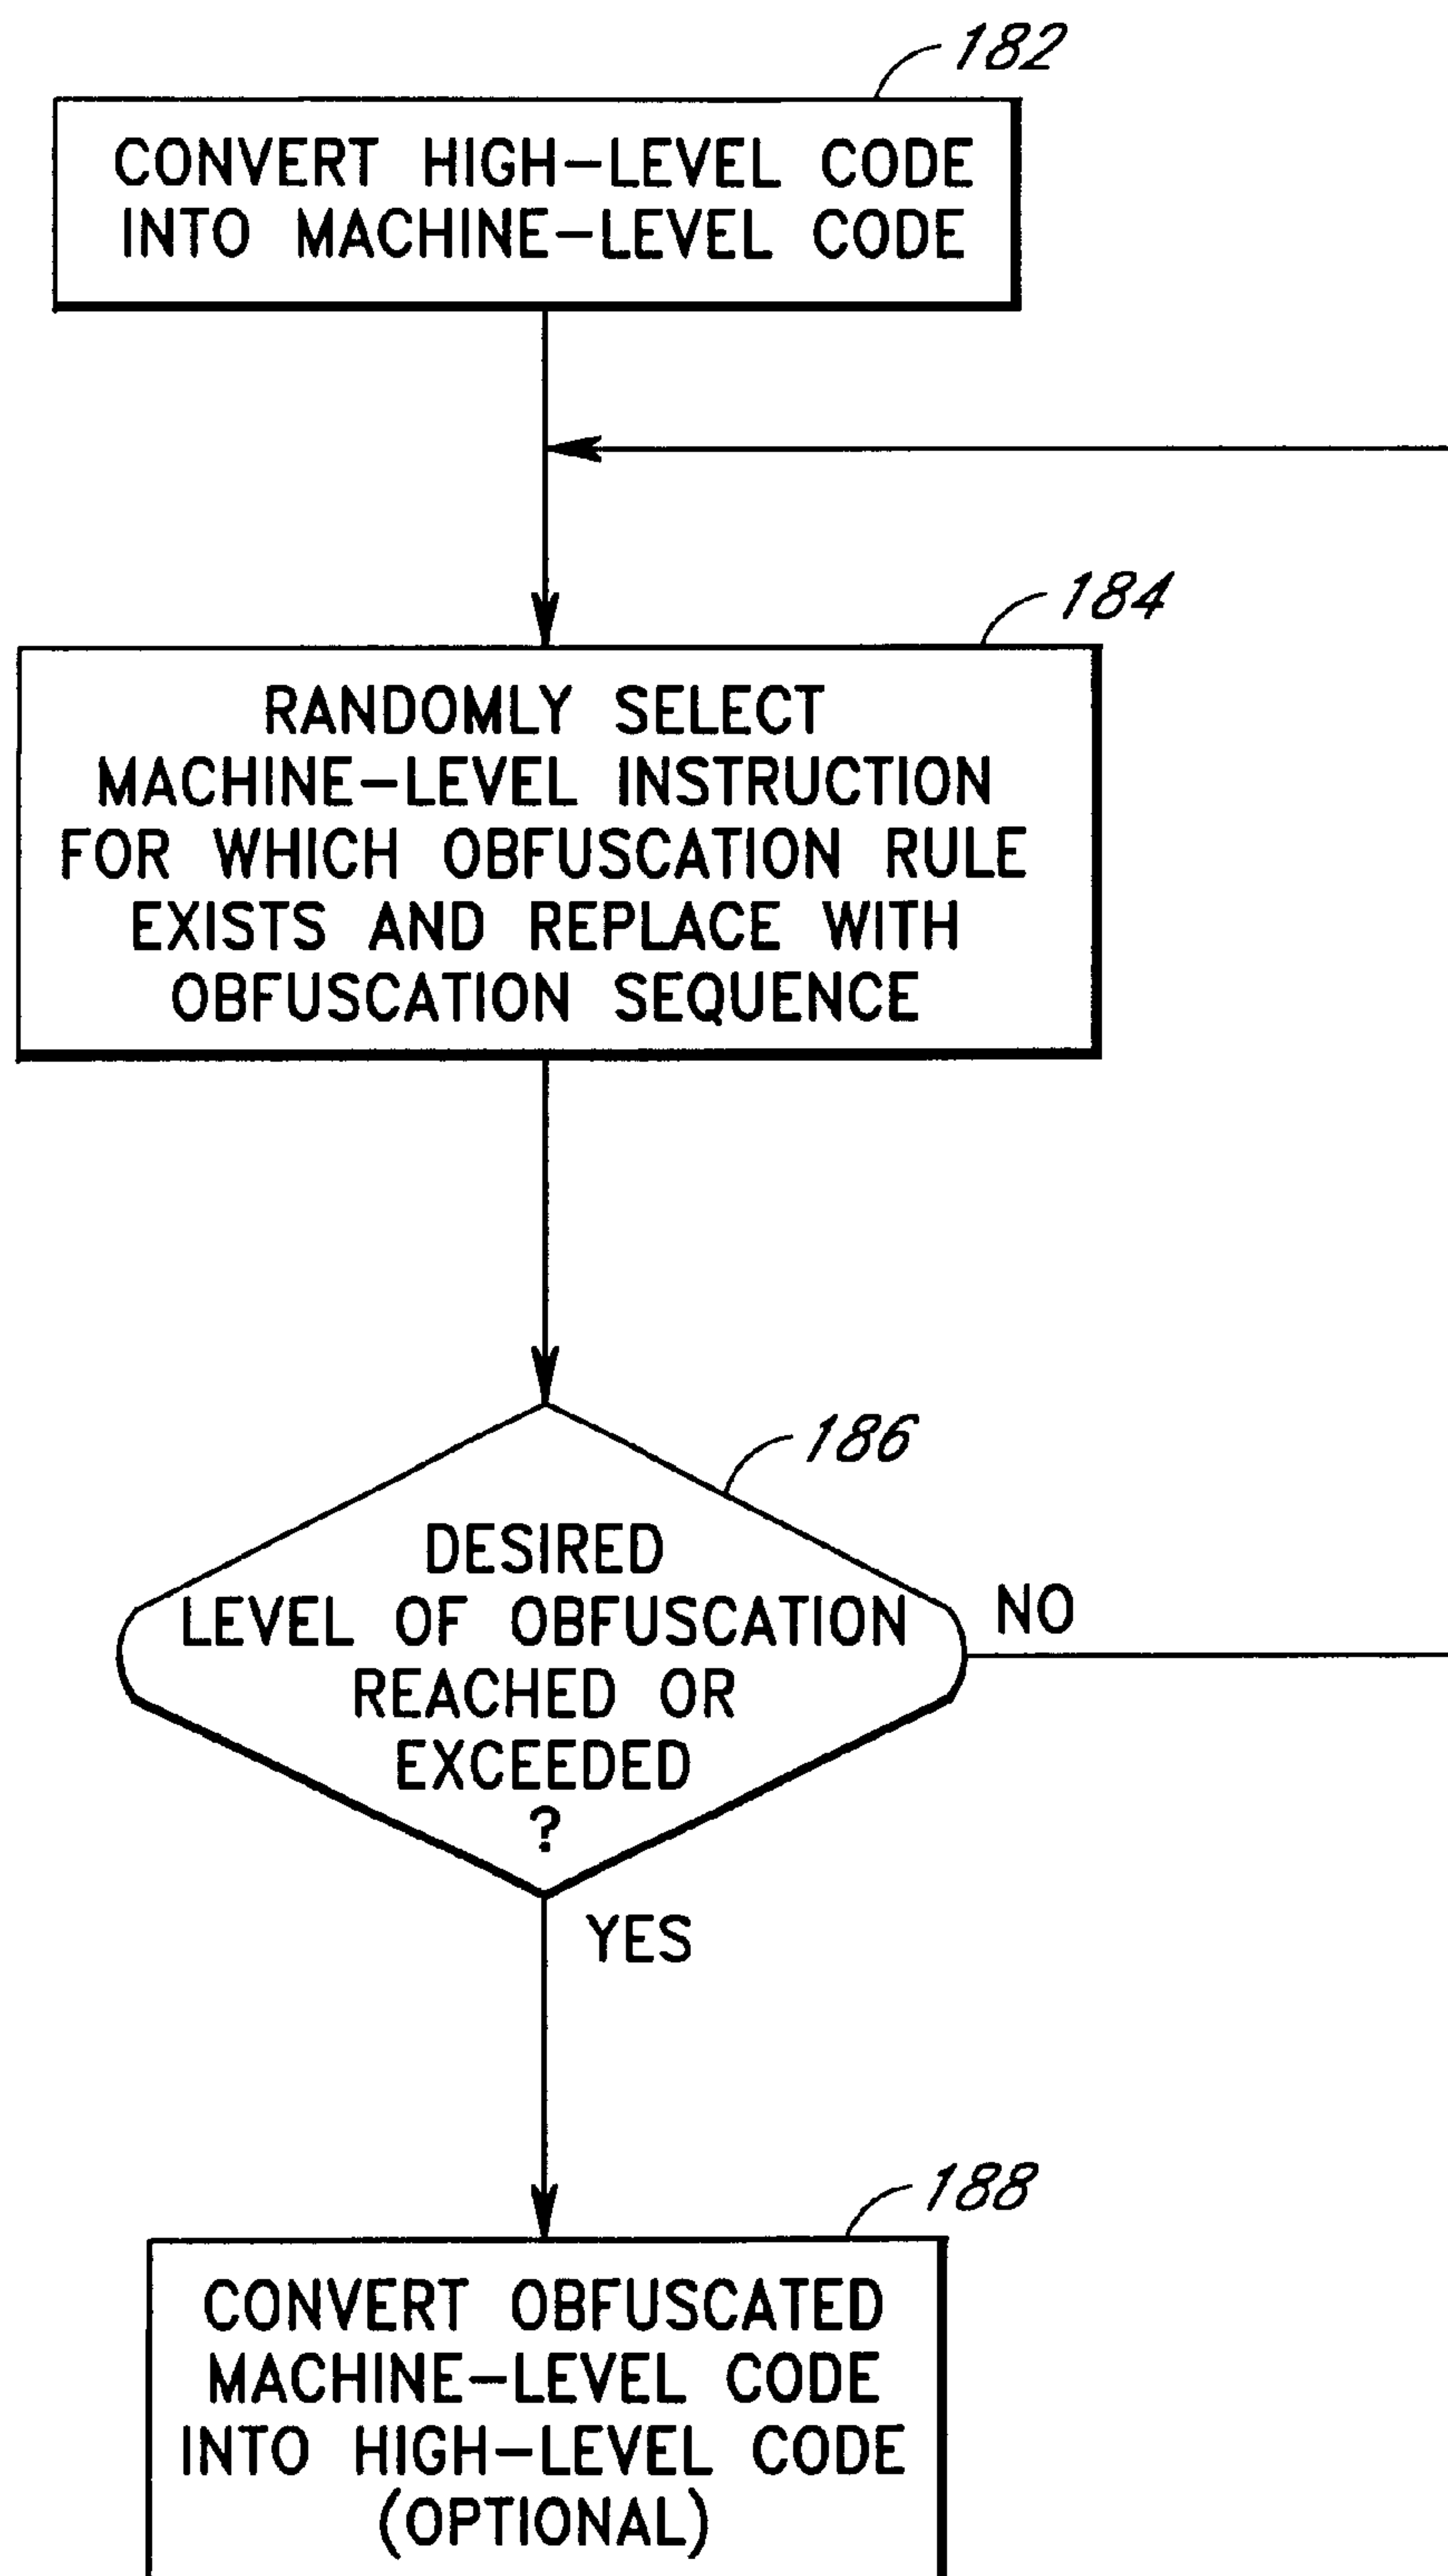 182
CONVERT HIGH-LEVEL CODE
INTO MACHINE-LEVEL CODE
184
RANDOMLY SELECT
MACHINE-LEVEL INSTRUCTION
FOR WHICH OBFUSCATION RULE
EXISTS AND REPLACE WITH
OBFUSCATION SEQUENCE
186
DESIRED
LEVEL OF OBFUSCATION
REACHED OR
EXCEEDED
?
NO
YES
188
CONVERT OBFUSCATED
MACHINE-LEVEL CODE
INTO HIGH-LEVEL CODE
(OPTIONAL)